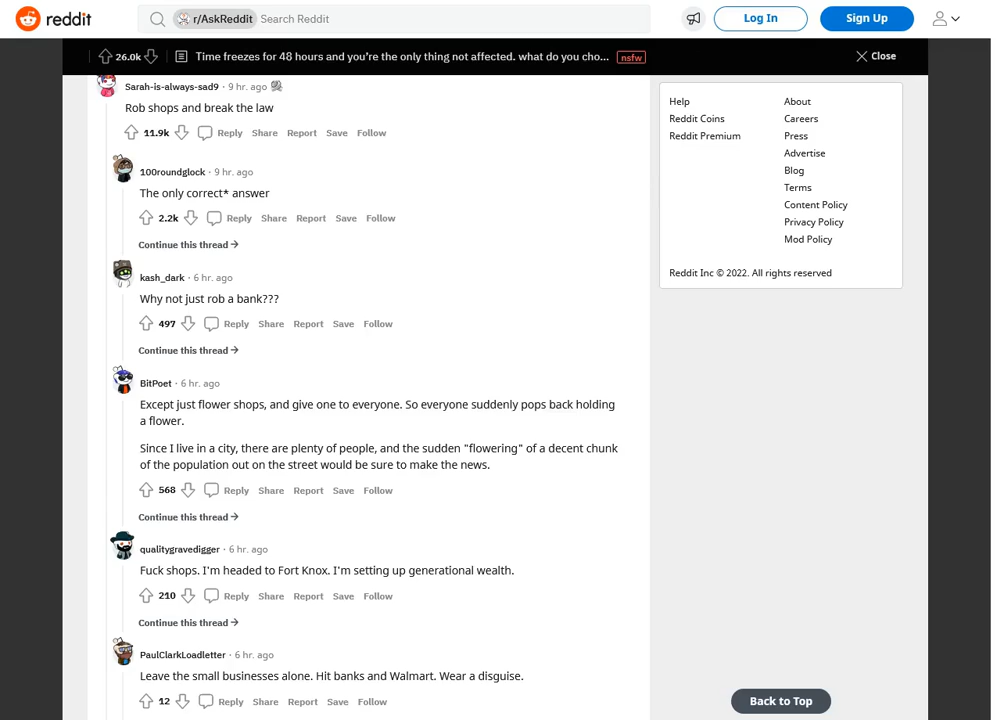 reddit
r/AskReddit Search Reddit
Log In
Sign Up
26.0k
Time freezes for 48 hours and you're the only thing not affected. what do you cho...
nsfw
Close
Sarah-is-always-sad9 · 9 hr. ago
Rob shops and break the law
11.9k Reply Share Report Save Follow
100roundglock · 9 hr. ago
The only correct* answer
2.2k Reply Share Report Save Follow
Continue this thread →
kash_dark · 6 hr. ago
Why not just rob a bank???
497 Reply Share Report Save Follow
Continue this thread →
BitPoet · 6 hr. ago
Except just flower shops, and give one to everyone. So everyone suddenly pops back holding
a flower.
Since I live in a city, there are plenty of people, and the sudden "flowering" of a decent chunk
of the population out on the street would be sure to make the news.
568 Reply Share Report Save Follow
Continue this thread →
qualitygravedigger · 6 hr. ago
Fuck shops. I'm headed to Fort Knox. I'm setting up generational wealth.
210 Reply Share Report Save Follow
Continue this thread →
PaulClarkLoadletter · 6 hr. ago
Leave the small businesses alone. Hit banks and Walmart. Wear a disguise.
12 Reply Share Report Save Follow
Help
Reddit Coins
Reddit Premium
About
Careers
Press
Advertise
Blog
Terms
Content Policy
Privacy Policy
Mod Policy
Reddit Inc © 2022. All rights reserved
Back to Top